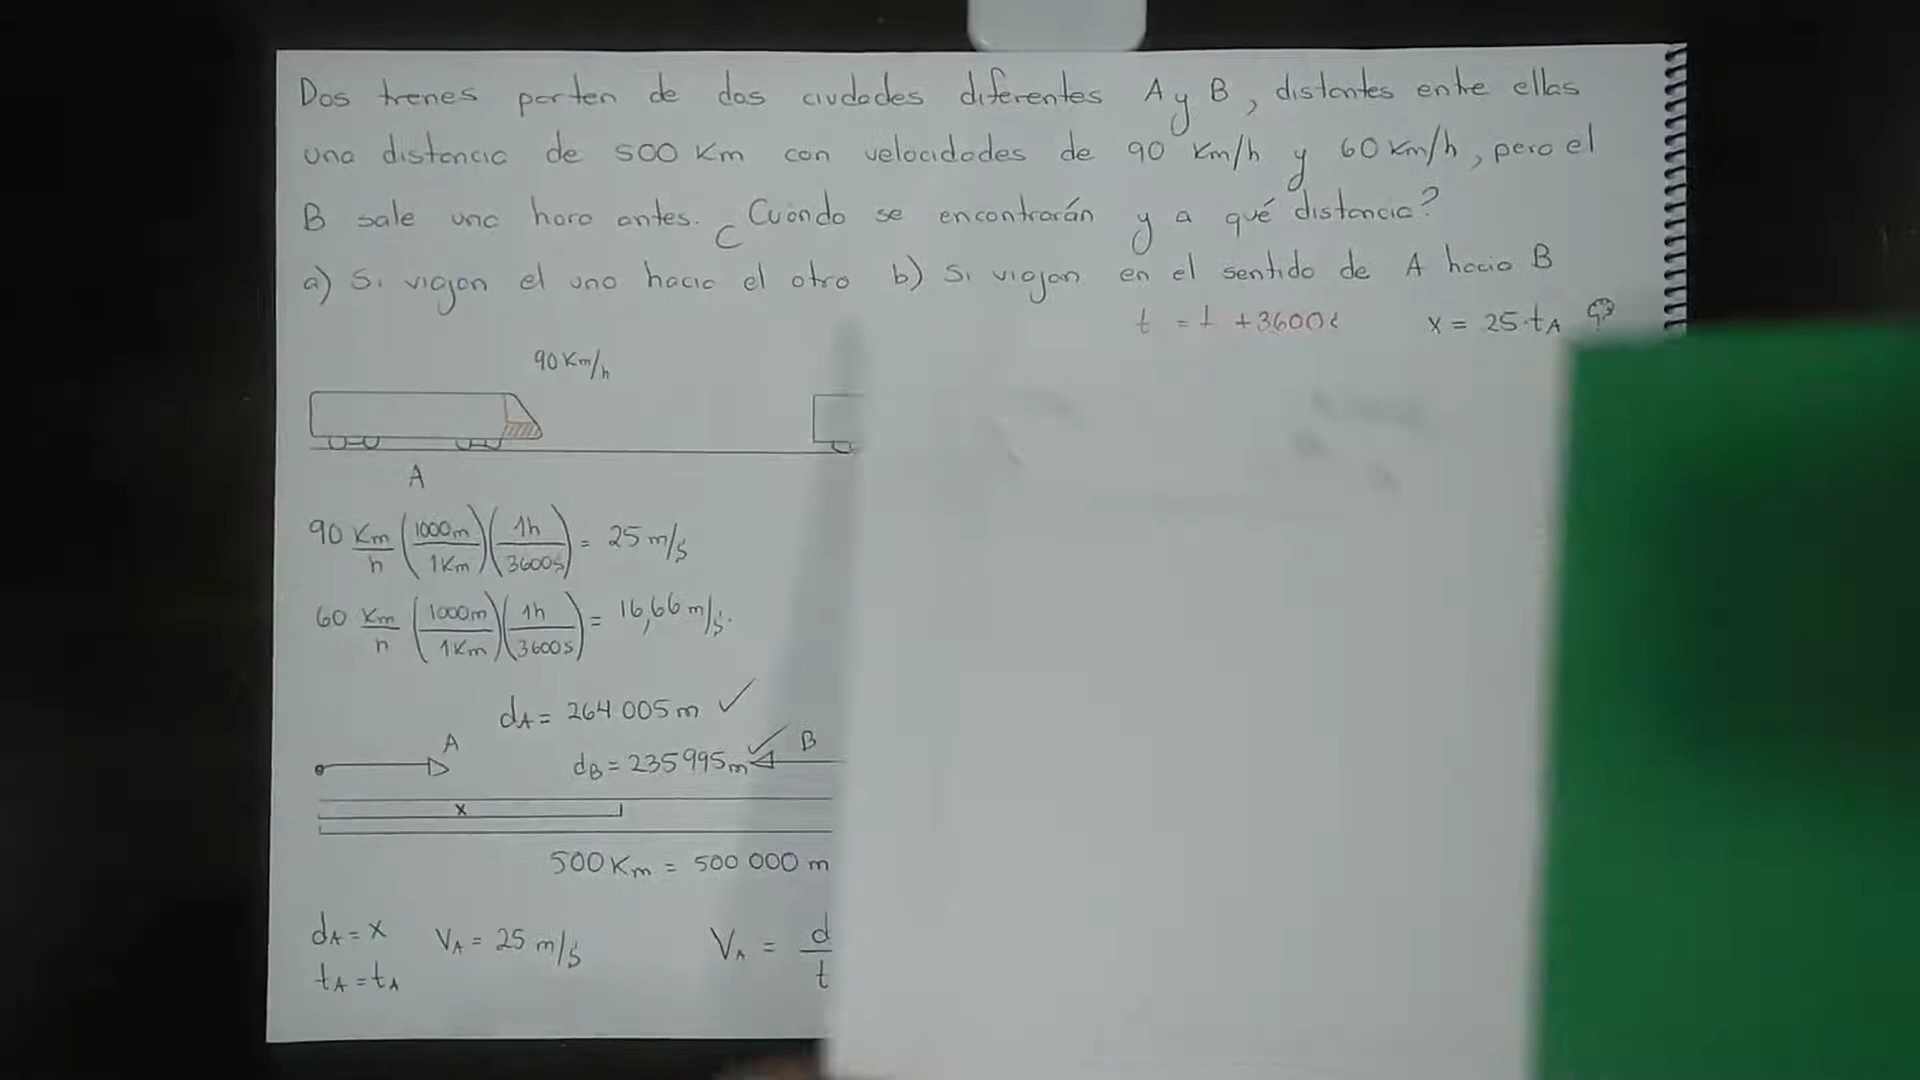 Dos trenes parten de dos ciudades diferentes A y B, distantes entre ellas
una distancia de 500 Km con velocidades de 90 Km/h y 60 Km/h, pero el
B sale una hora antes. ¿Cuándo se encontrarán y a qué distancia?
a) Si viajan el uno hacia el otro b) Si viajan en el sentido de A hacia B
t = t + 3600 x = 25·tA
90 Km/h
A
90 Km/h (1000m/1Km)(1h/3600s) = 25 m/s
60 Km/h (1000m/1Km)(1h/3600s) = 16,66 m/s.
dA = 264 005 m ✓
A
dB = 235 995 m ✓
B
x
500 Km = 500 000 m
dA = x VA = 25 m/s VA = d/t
tA = tA